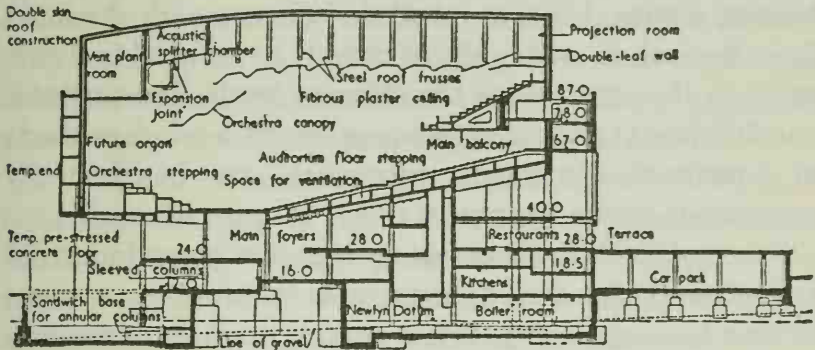 Double skin
roof
construction
Vent plant
room
Acoustic
splitter chamber
Projection room
Double-leaf wall
Steel roof trusses
Expansion
joint
Fibrous plaster ceiling
Orchestra canopy
87·0
78·0
67·0
Main balcony
Future organ
Auditorium floor stepping
Temp. end
Orchestra stepping
Space for ventilation
40·0
Temp. pre-stressed
concrete floor
24·0
Main foyers
28·0
Restaurants
28·0
Terrace
Sleeved columns
16·0
18·5
Kitchens
Car park
Sandwich base
for annular columns
Newlyn Datum
Boiler room
Line of gravel